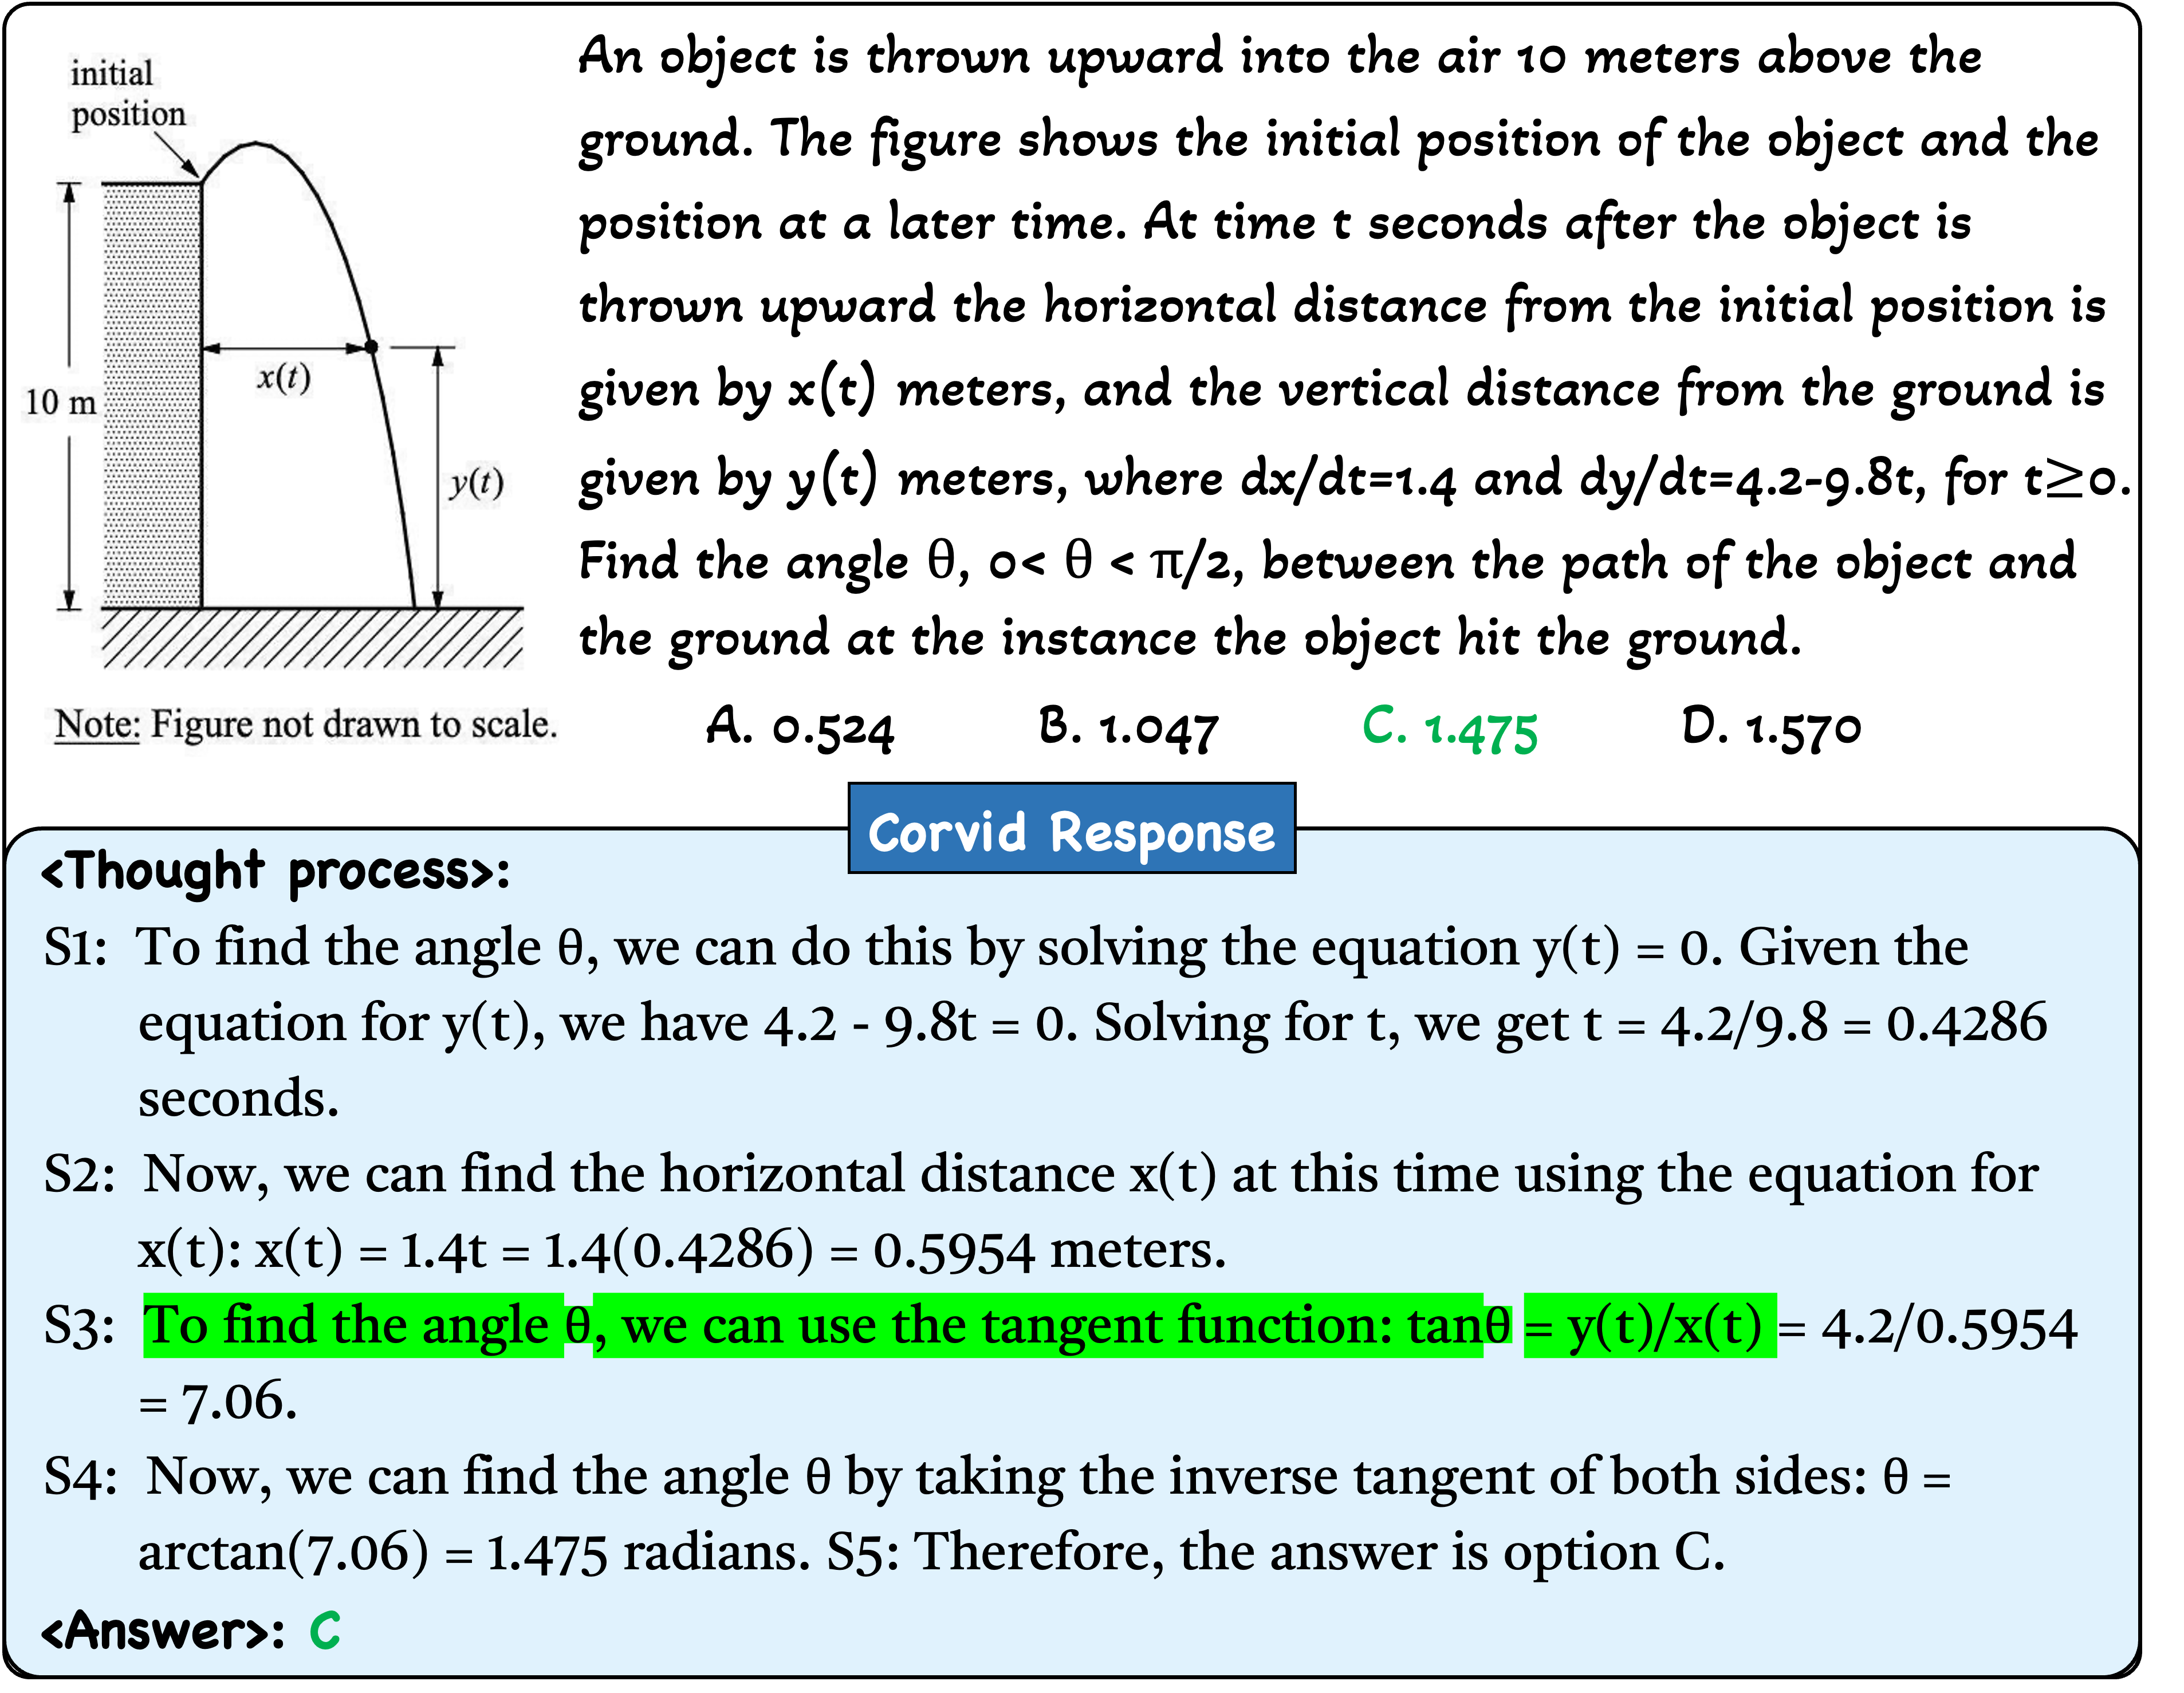 initial
position
10 m
x(t)
y(t)
Note: Figure not drawn to scale.
An object is thrown upward into the air 10 meters above the
ground. The figure shows the initial position of the object and the
position at a later time. At time t seconds after the object is
thrown upward the horizontal distance from the initial position is
given by x(t) meters, and the vertical distance from the ground is
given by y(t) meters, where dx/dt=1.4 and dy/dt=4.2-9.8t, for t≥0.
Find the angle θ, 0< θ < π/2, between the path of the object and
the ground at the instance the object hit the ground.
A. 0.524 B. 1.047 C. 1.475 D. 1.570
Corvid Response
<Thought process>:
S1: To find the angle θ, we can do this by solving the equation y(t) = 0. Given the
equation for y(t), we have 4.2 - 9.8t = 0. Solving for t, we get t = 4.2/9.8 = 0.4286
seconds.
S2: Now, we can find the horizontal distance x(t) at this time using the equation for
x(t): x(t) = 1.4t = 1.4(0.4286) = 0.5954 meters.
S3: To find the angle θ, we can use the tangent function: tanθ = y(t)/x(t) = 4.2/0.5954
= 7.06.
S4: Now, we can find the angle θ by taking the inverse tangent of both sides: θ =
arctan(7.06) = 1.475 radians. S5: Therefore, the answer is option C.
<Answer>: C